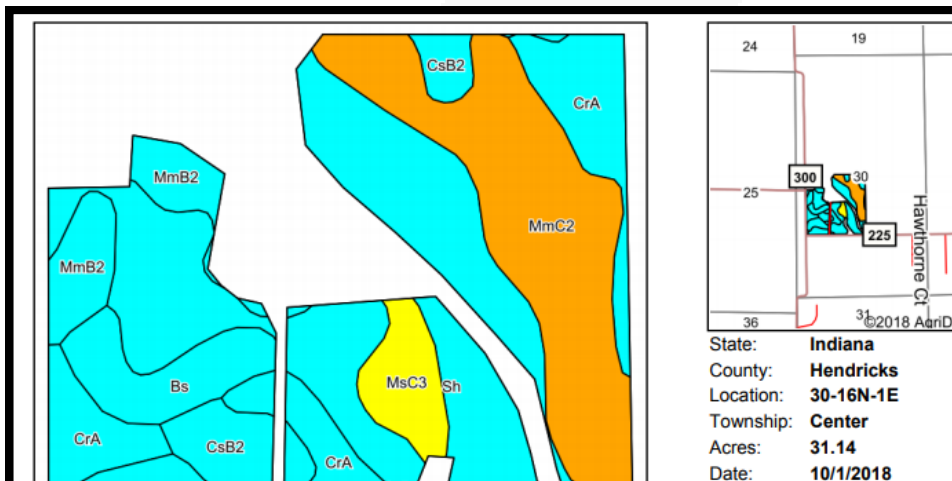 CsB2
CrA
MmB2
MmC2
MmB2
MsC3
Sh
Bs
CrA
CsB2
CrA
24
19
300
30
25
225
Hawthorne Ct
36
31
©2018 AgriD
State: Indiana
County: Hendricks
Location: 30-16N-1E
Township: Center
Acres: 31.14
Date: 10/1/2018